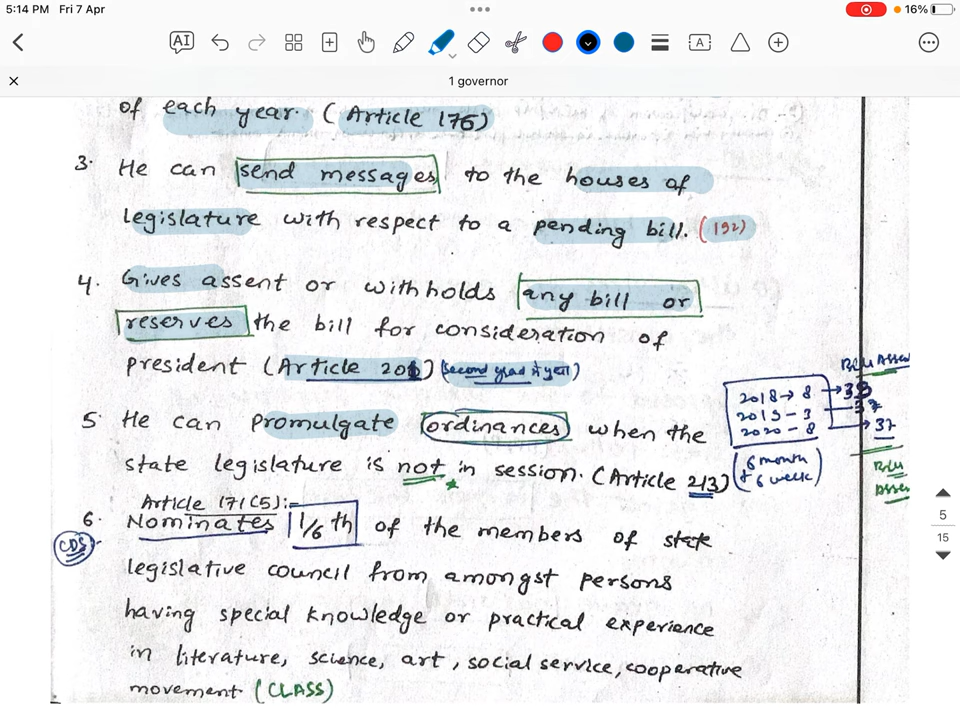 5:14 PM Fri 7 Apr
16%
AI
A
1 governor
of each year. (Article 176)
3. He can send messages to the houses of
legislature with respect to a pending bill. (192)
4. Gives assent or withholds any bill or
reserves the bill for consideration of
president (Article 200) (second grad
5 He can promulgate ordinances when the
state legislature is not in session. (Article 213)
2018 → 8
2019 - 3
2020 - 8
→ 37
(6 month
+ 6 week)
Article 171(5):-
6. Nominates 1/6 th of the members of state
CDS
legislative council from amongst persons
having special knowledge or practical experience
in literature, science, art, social service, cooperative
movement (CLASS)
5
15